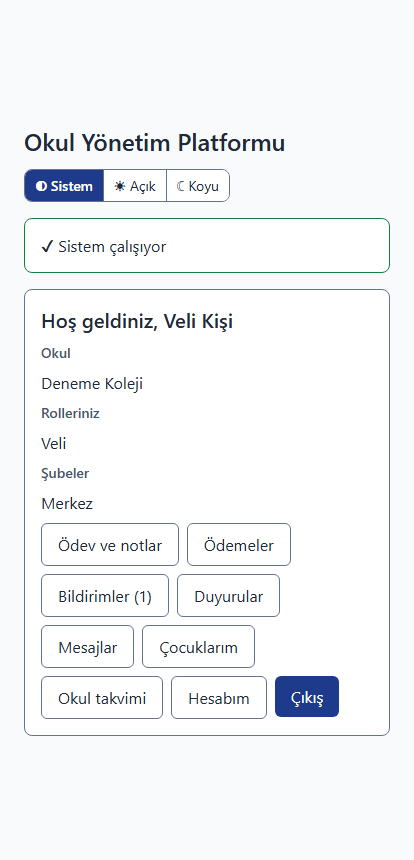 Okul Yönetim Platformu
Sistem Açık Koyu
Sistem çalışıyor
Hoş geldiniz, Veli Kişi
Okul
Deneme Koleji
Rolleriniz
Veli
Şubeler
Merkez
Ödev ve notlar Ödemeler
Bildirimler (1) Duyurular
Mesajlar Çocuklarım
Okul takvimi Hesabım Çıkış